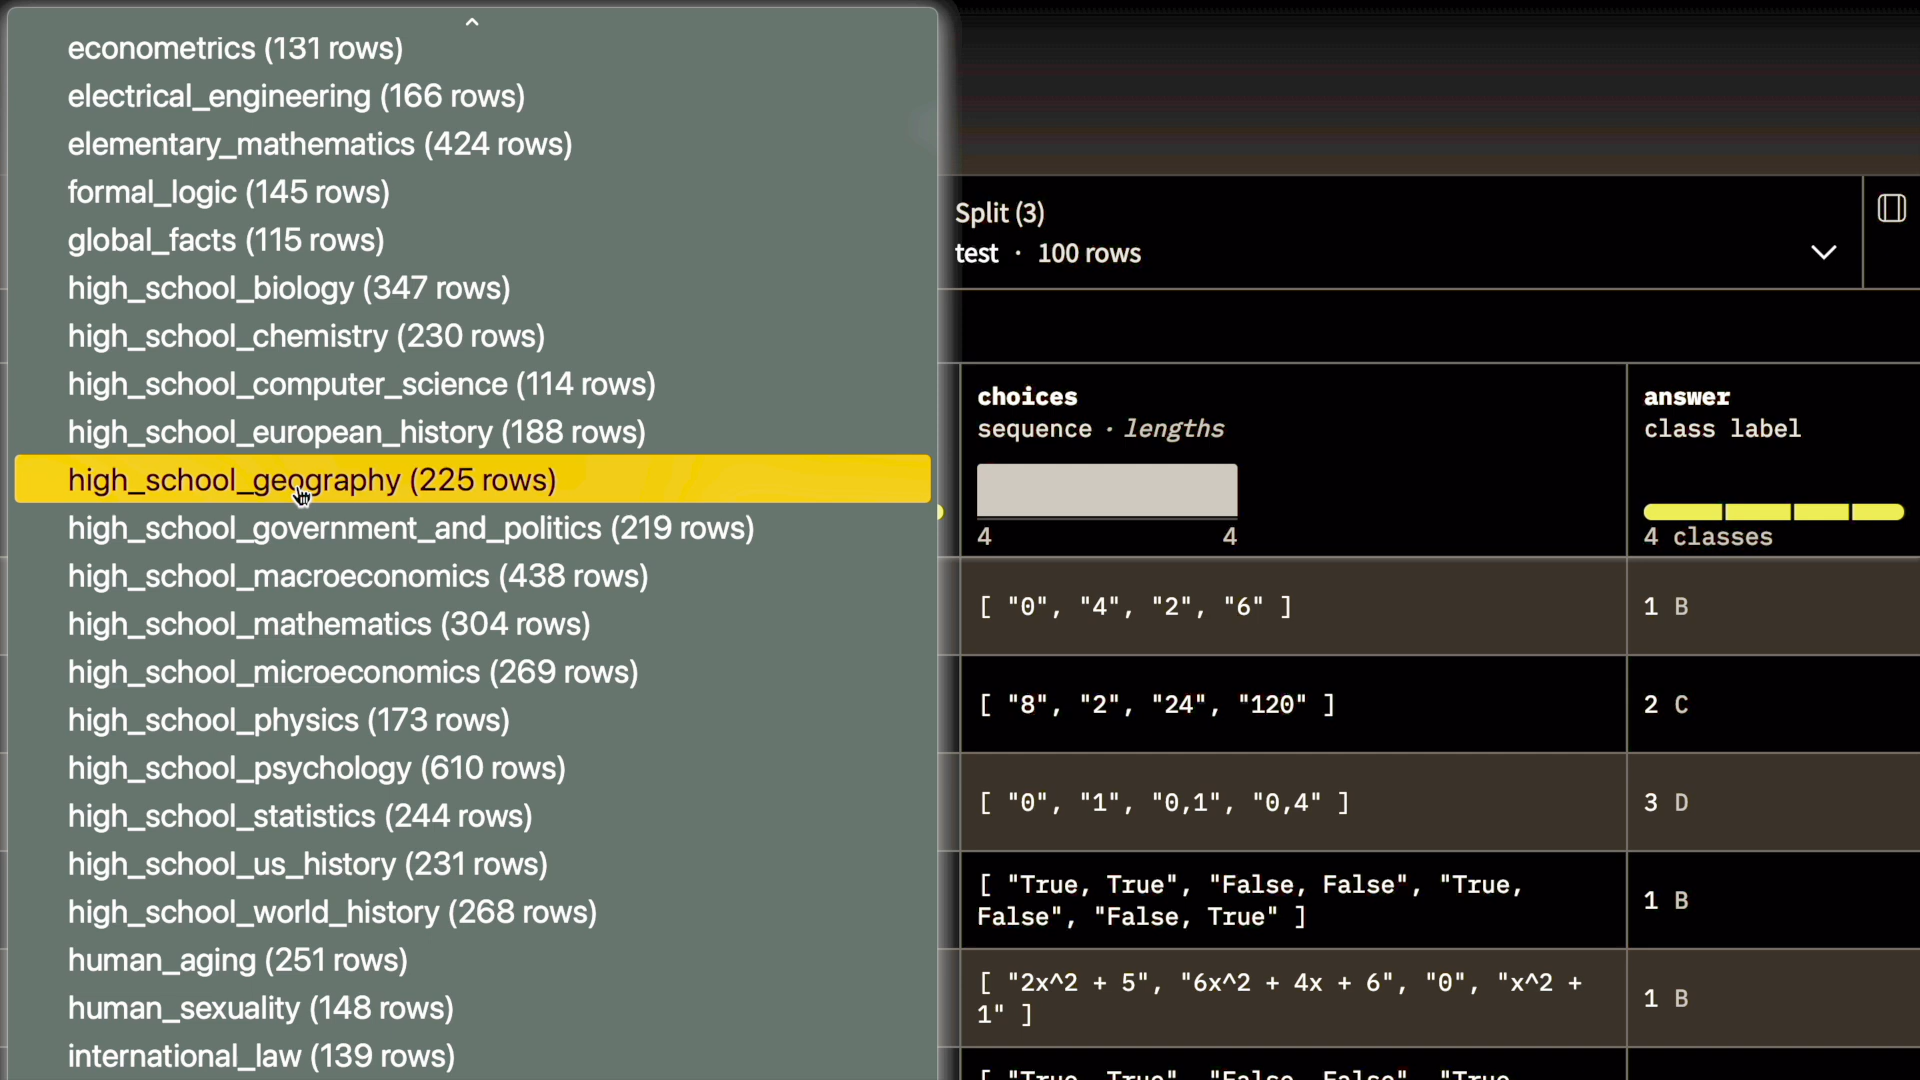 econometrics (131 rows)
electrical_engineering (166 rows)
elementary_mathematics (424 rows)
formal_logic (145 rows)
global_facts (115 rows)
high_school_biology (347 rows)
high_school_chemistry (230 rows)
high_school_computer_science (114 rows)
high_school_european_history (188 rows)
high_school_geography (225 rows)
high_school_government_and_politics (219 rows)
high_school_macroeconomics (438 rows)
high_school_mathematics (304 rows)
high_school_microeconomics (269 rows)
high_school_physics (173 rows)
high_school_psychology (610 rows)
high_school_statistics (244 rows)
high_school_us_history (231 rows)
high_school_world_history (268 rows)
human_aging (251 rows)
human_sexuality (148 rows)
international_law (139 rows)
Split (3)
test · 100 rows
choices
sequence · lengths
4 4
answer
class label
4 classes
[ "0", "4", "2", "6" ]
1 B
[ "8", "2", "24", "120" ]
2 C
[ "0", "1", "0,1", "0,4" ]
3 D
[ "True, True", "False, False", "True,
False", "False, True" ]
1 B
[ "2x^2 + 5", "6x^2 + 4x + 6", "0", "x^2 +
1" ]
1 B
[ "True, True", "False, False", "True,